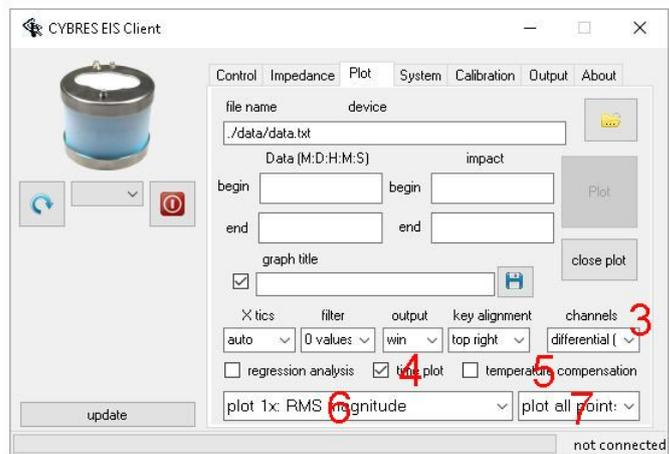 CYBRES EIS Client
Control Impedance Plot System Calibration Output About
file name device
./data/data.txt
Data (M:D:H:M:S) impact
begin begin Plot
end end
graph title close plot
X tics filter output key alignment channels 3
auto 0 values win top right differential (
regression analysis time plot 4 temperature compensation 5
plot 1x: RMS magnitude 6 plot all point: 7
update
not connected